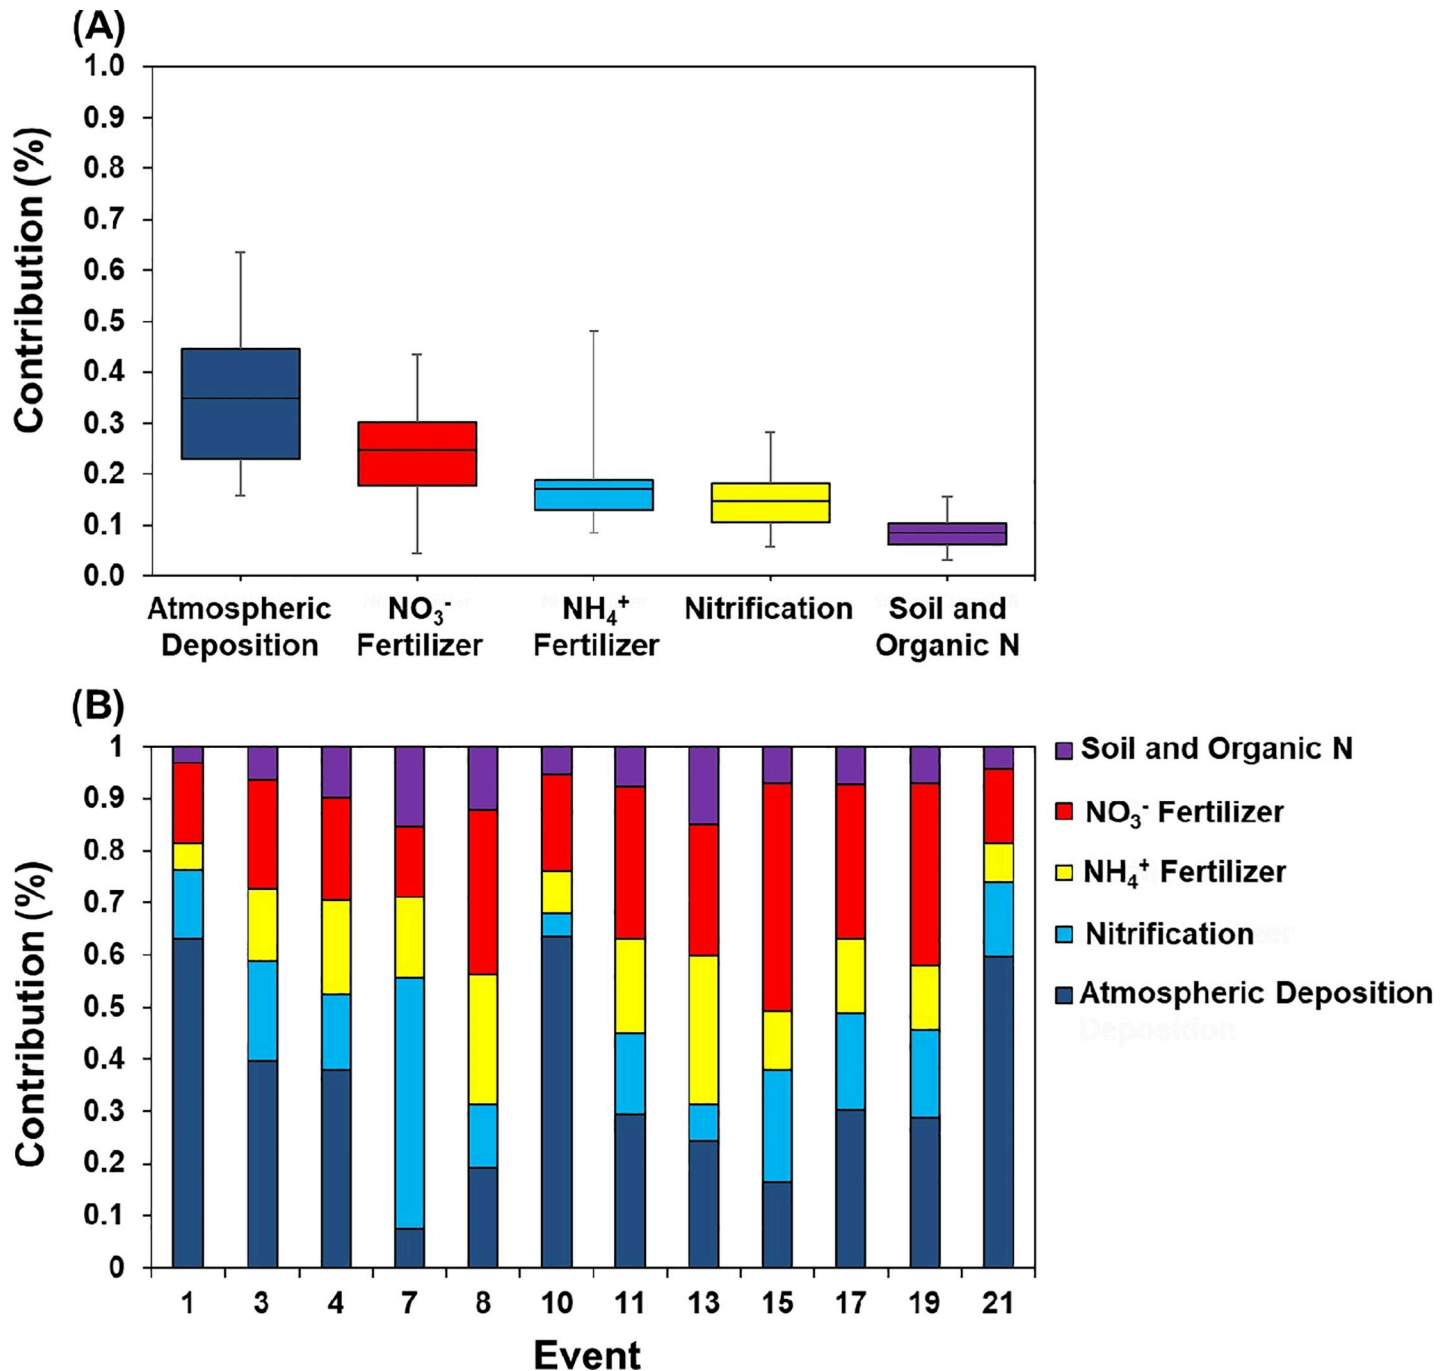 (A)
1.0
0.9
0.8
0.7
0.6
0.5
0.4
0.3
0.2
0.1
0.0
Contribution (%)
Atmospheric Deposition
NO₃⁻ Fertilizer
NH₄⁺ Fertilizer
Nitrification
Soil and Organic N
(B)
1
0.9
0.8
0.7
0.6
0.5
0.4
0.3
0.2
0.1
0
Contribution (%)
1 3 4 7 8 10 11 13 15 17 19 21
Event
Soil and Organic N
NO₃⁻ Fertilizer
NH₄⁺ Fertilizer
Nitrification
Atmospheric Deposition